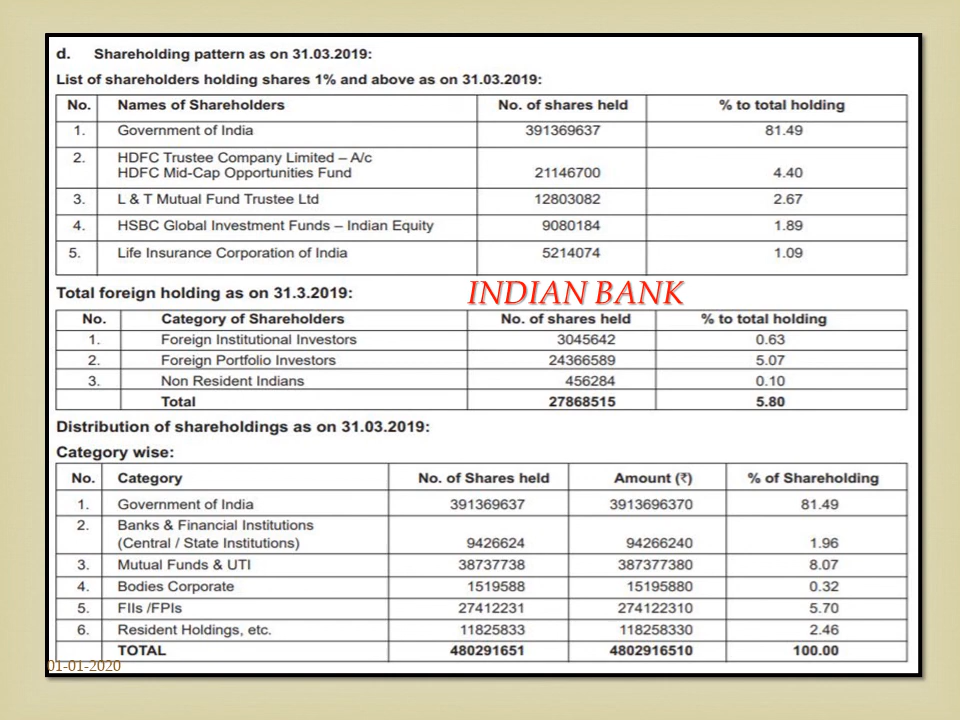 d. Shareholding pattern as on 31.03.2019:
List of shareholders holding shares 1% and above as on 31.03.2019:
No. Names of Shareholders No. of shares held % to total holding
1. Government of India 391369637 81.49
2. HDFC Trustee Company Limited – A/c
HDFC Mid-Cap Opportunities Fund 21146700 4.40
3. L & T Mutual Fund Trustee Ltd 12803082 2.67
4. HSBC Global Investment Funds – Indian Equity 9080184 1.89
5. Life Insurance Corporation of India 5214074 1.09
Total foreign holding as on 31.3.2019: INDIAN BANK
No. Category of Shareholders No. of shares held % to total holding
1. Foreign Institutional Investors 3045642 0.63
2. Foreign Portfolio Investors 24366589 5.07
3. Non Resident Indians 456284 0.10
Total 27868515 5.80
Distribution of shareholdings as on 31.03.2019:
Category wise:
No. Category No. of Shares held Amount (₹) % of Shareholding
1. Government of India 391369637 3913696370 81.49
2. Banks & Financial Institutions
(Central / State Institutions) 9426624 94266240 1.96
3. Mutual Funds & UTI 38737738 387377380 8.07
4. Bodies Corporate 1519588 15195880 0.32
5. FIIs /FPIs 27412231 274122310 5.70
6. Resident Holdings, etc. 11825833 118258330 2.46
TOTAL 480291651 4802916510 100.00
01-01-2020